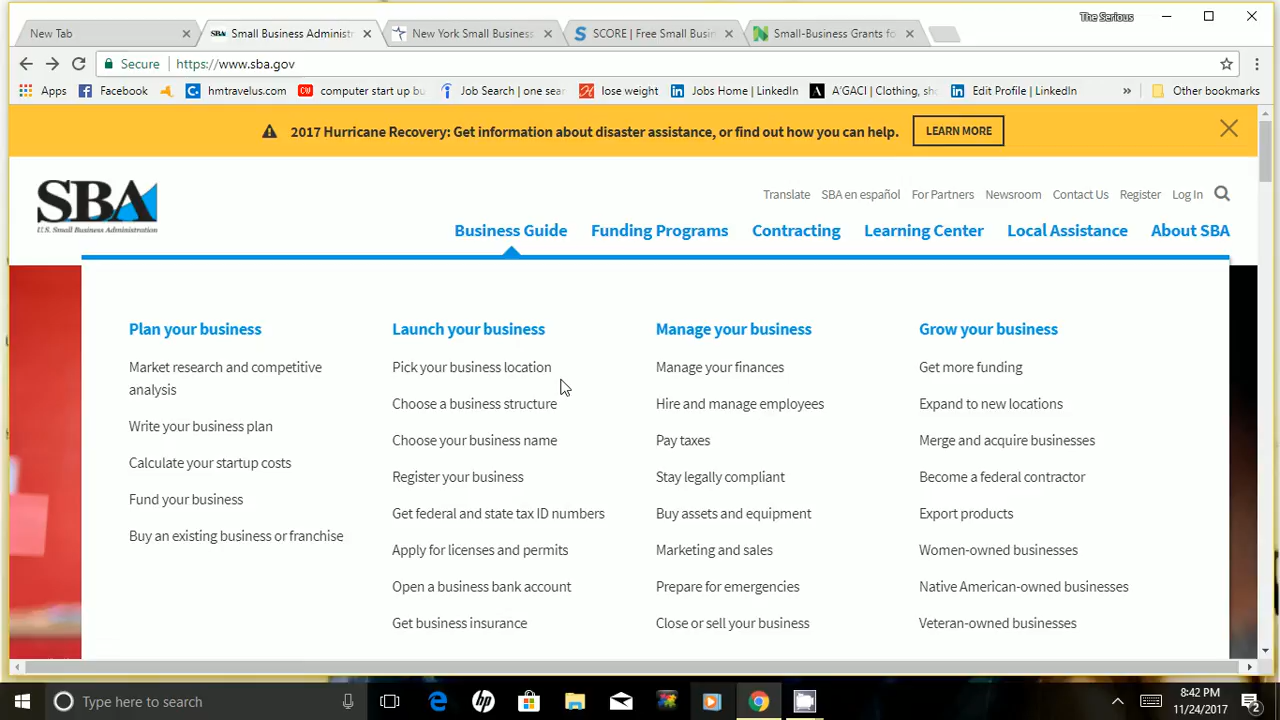 The Serious
New Tab
SBA Small Business Administ
New York Small Business
S SCORE | Free Small Busin
Small-Business Grants fo
Secure https://www.sba.gov
Apps Facebook hmtravelus.com CW computer start up bu Job Search | one sear lose weight Jobs Home | LinkedIn A A'GACI | Clothing, sho Edit Profile | LinkedIn » Other bookmarks
2017 Hurricane Recovery: Get information about disaster assistance, or find out how you can help. LEARN MORE
SBA
U.S. Small Business Administration
Translate SBA en español For Partners Newsroom Contact Us Register Log In
Business Guide Funding Programs Contracting Learning Center Local Assistance About SBA
Plan your business
Market research and competitive
analysis
Write your business plan
Calculate your startup costs
Fund your business
Buy an existing business or franchise
Launch your business
Pick your business location
Choose a business structure
Choose your business name
Register your business
Get federal and state tax ID numbers
Apply for licenses and permits
Open a business bank account
Get business insurance
Manage your business
Manage your finances
Hire and manage employees
Pay taxes
Stay legally compliant
Buy assets and equipment
Marketing and sales
Prepare for emergencies
Close or sell your business
Grow your business
Get more funding
Expand to new locations
Merge and acquire businesses
Become a federal contractor
Export products
Women-owned businesses
Native American-owned businesses
Veteran-owned businesses
Type here to search
hp
8:42 PM
11/24/2017
2